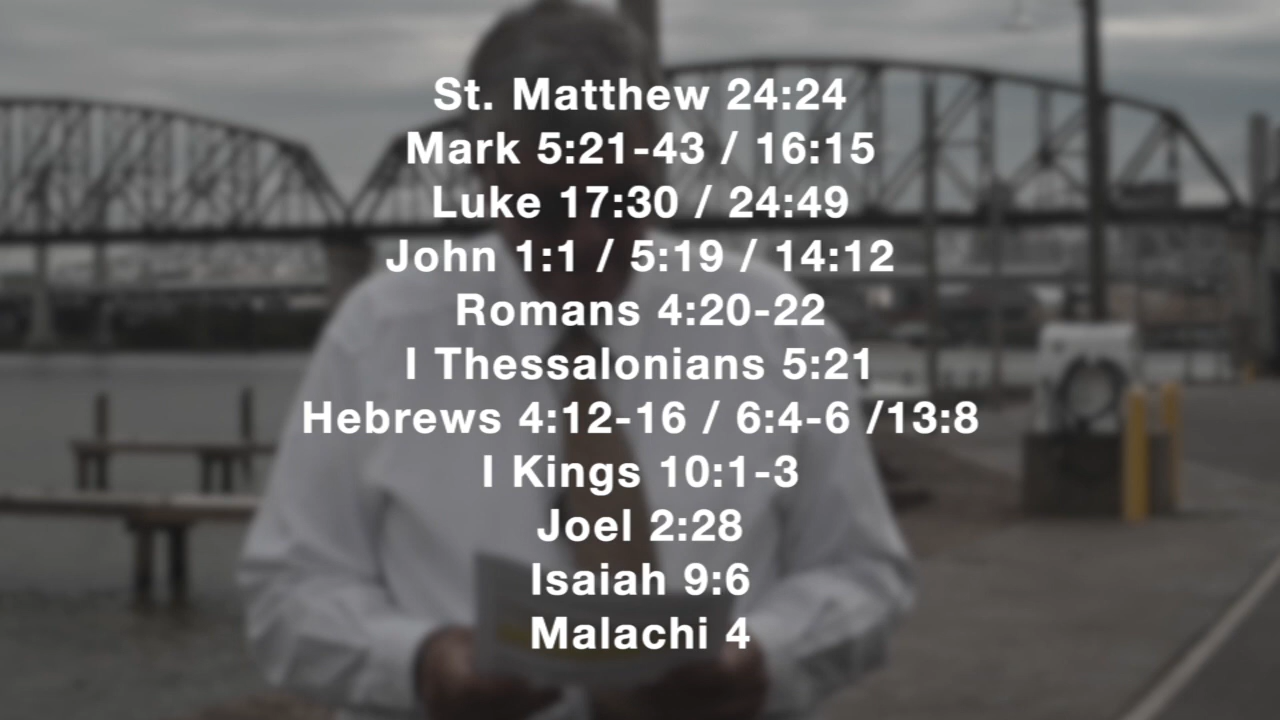 St. Matthew 24:24
Mark 5:21-43 / 16:15
Luke 17:30 / 24:49
John 1:1 / 5:19 / 14:12
Romans 4:20-22
I Thessalonians 5:21
Hebrews 4:12-16 / 6:4-6 /13:8
I Kings 10:1-3
Joel 2:28
Isaiah 9:6
Malachi 4